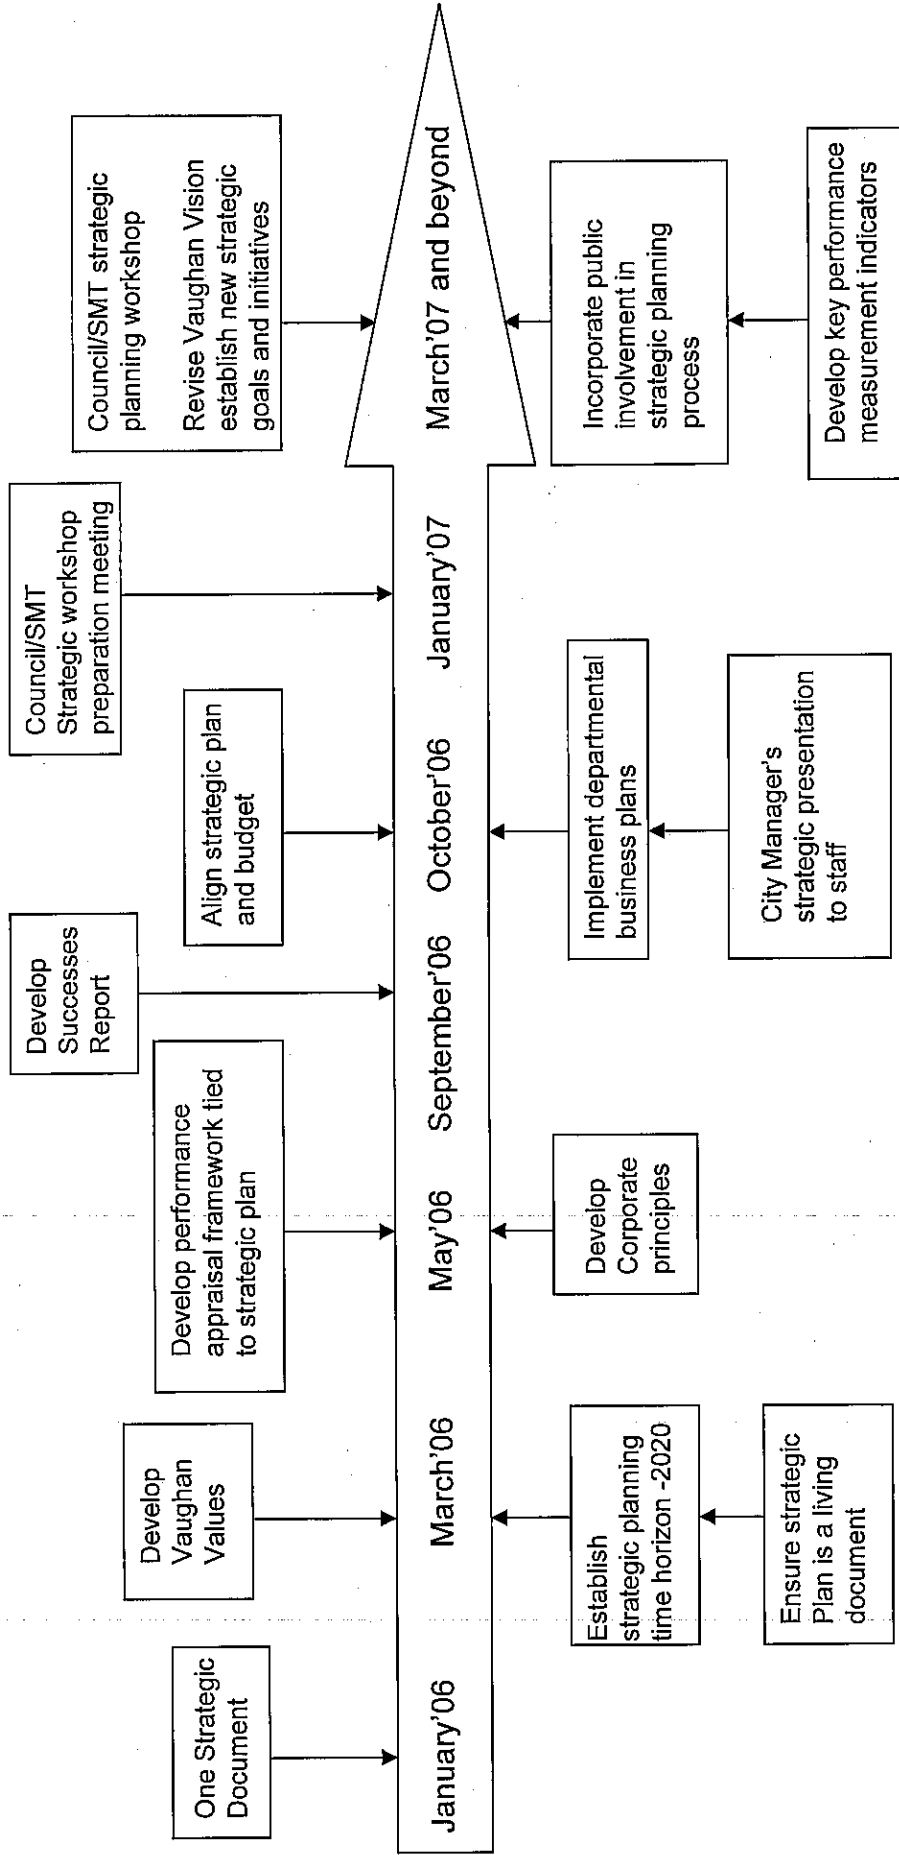 One Strategic
Document
Develop
Vaughan
Values
Develop performance
appraisal framework tied
to strategic plan
Develop
Successes
Report
Align strategic plan
and budget
Council/SMT
Strategic workshop
preparation meeting
Council/SMT strategic
planning workshop
Revise Vaughan Vision
establish new strategic
goals and initiatives
January'06
March'06
May'06
September'06
October'06
January'07
March'07 and beyond
Establish
strategic planning
time horizon -2020
Ensure strategic
Plan is a living
document
Develop
Corporate
principles
Implement departmental
business plans
City Manager's
strategic presentation
to staff
Incorporate public
involvement in
strategic planning
process
Develop key performance
measurement indicators